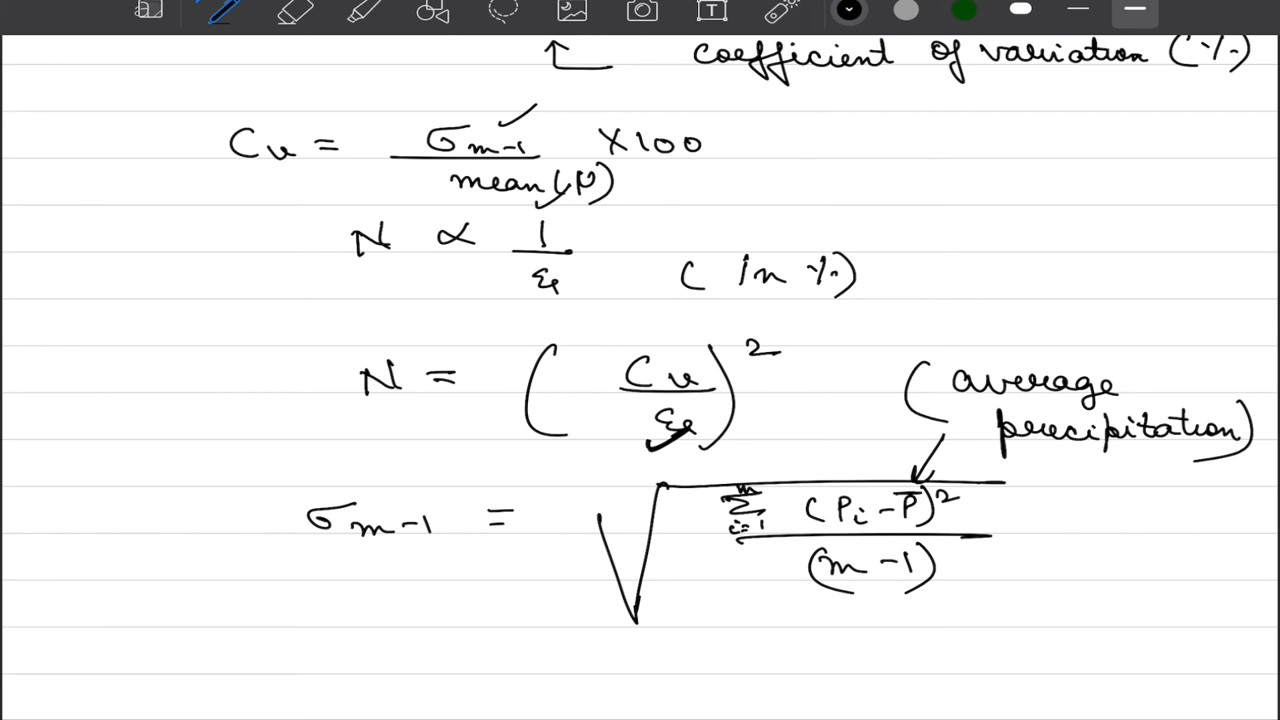 coefficient of variation (%)
Cv = σm-1 / mean (P) × 100
N ∝ 1 / ε (in %)
N = ( Cv / ε )²
(average
precipitation)
σm-1 = √( Σ i=1 m (Pi - P̅)² / (m - 1) )